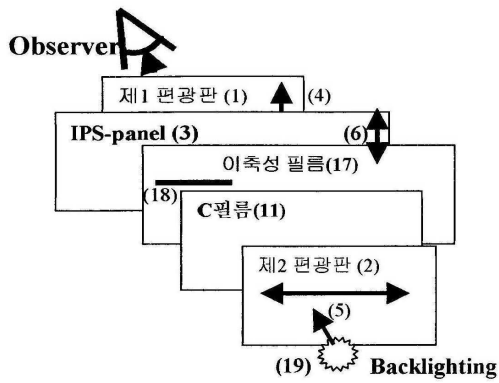 Observer
제1 편광판 (1) (4)
IPS-panel (3) (6)
이축성 필름(17)
(18)
C필름(11)
제2 편광판 (2)
(5)
(19) Backlighting